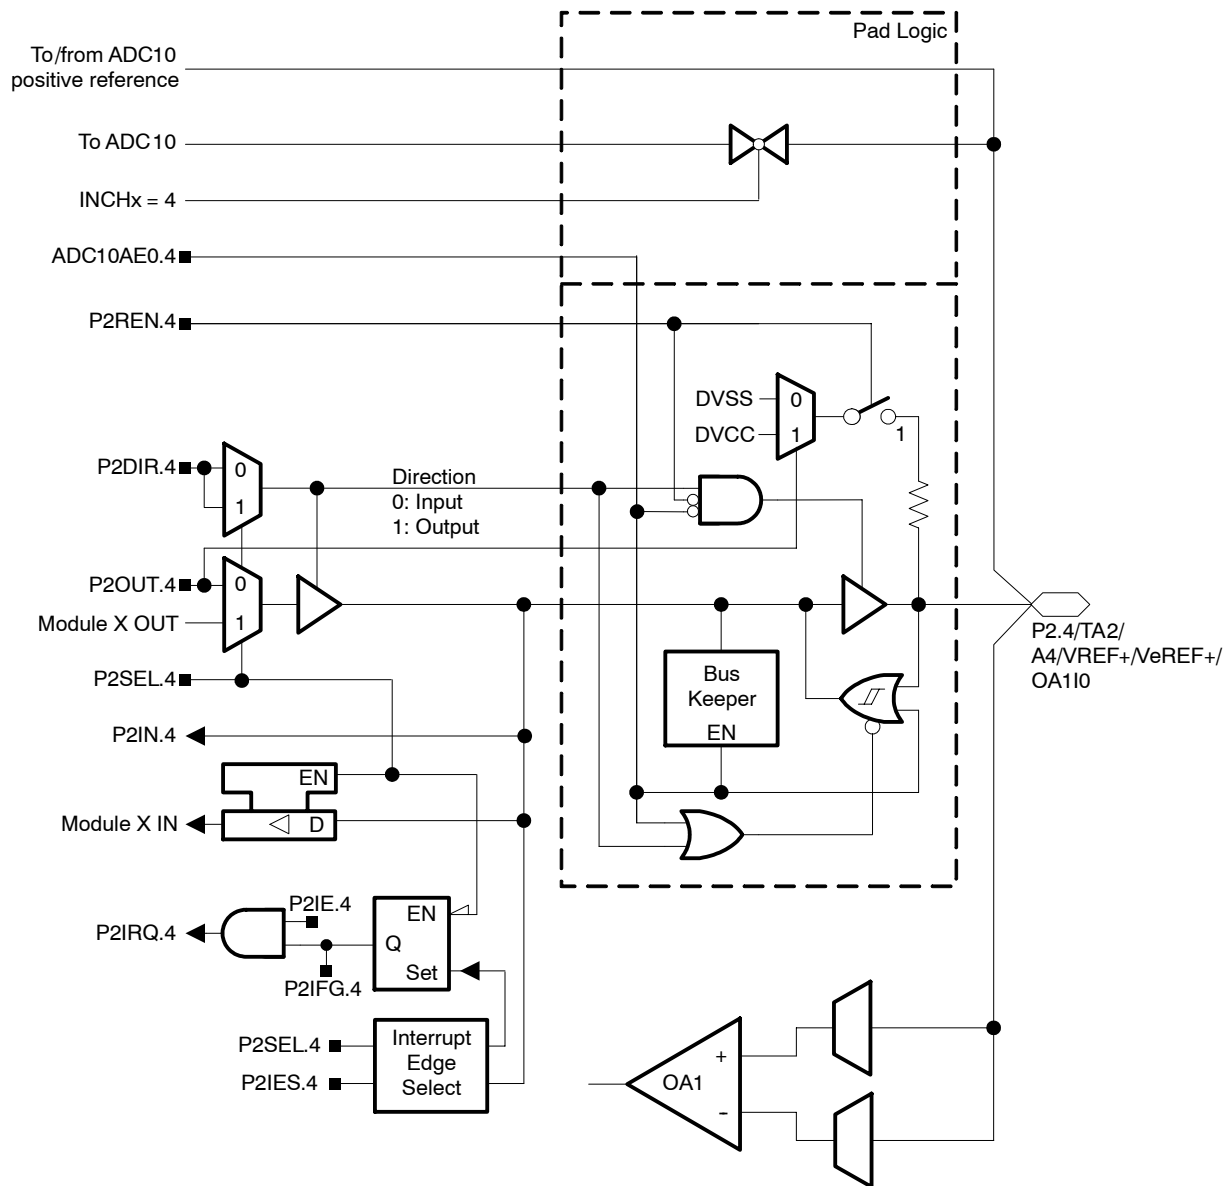 Pad Logic
To/from ADC10
positive reference
To ADC10
INCHx = 4
ADC10AE0.4
P2REN.4
DVSS
0
DVCC
1
1
P2DIR.4
0
1
Direction
0: Input
1: Output
P2OUT.4
0
Module X OUT
1
P2.4/TA2/
A4/VREF+/VeREF+/
OA1I0
P2SEL.4
Bus
Keeper
EN
P2IN.4
EN
Module X IN
D
P2IE.4
EN
P2IRQ.4
Q
Set
P2IFG.4
P2SEL.4
P2IES.4
Interrupt
Edge
Select
+
OA1
−